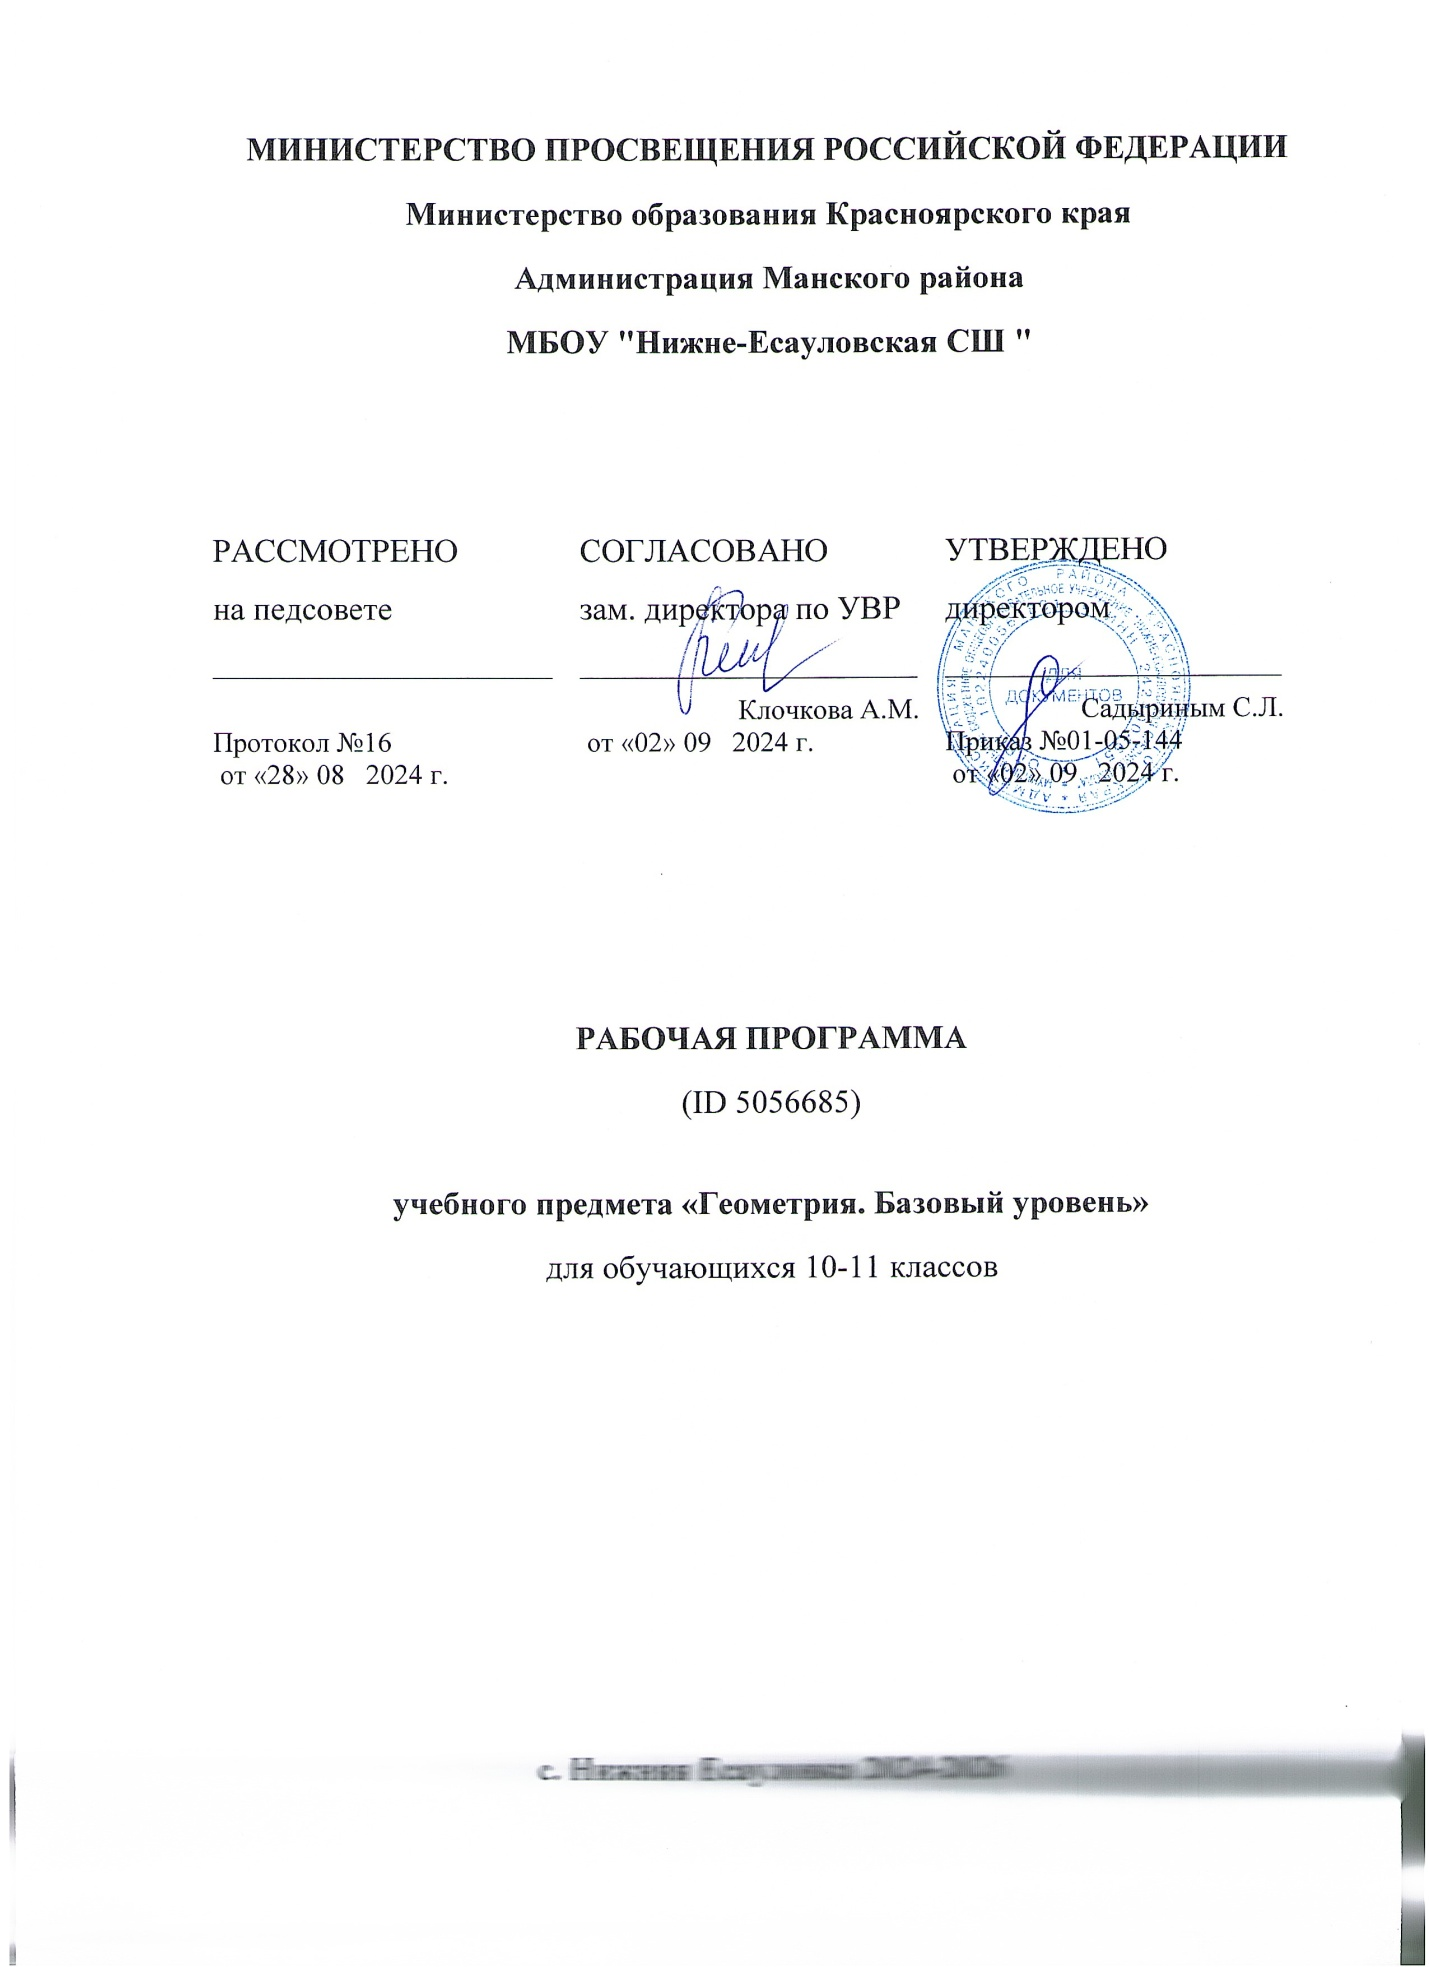 МИНИСТЕРСТВО ПРОСВЕЩЕНИЯ РОССИЙСКОЙ ФЕДЕРАЦИИ
Министерство образования Красноярского края
Администрация Манского района
МБОУ "Нижне-Есауловская СШ "
РАССМОТРЕНО
на педсовете
Протокол №16
от «28» 08 2024 г.
СОГЛАСОВАНО
зам. директора по УВР
Клочкова А.М.
от «02» 09 2024 г.
УТВЕРЖДЕНО
директором
Садыриным С.Л.
Приказ №01-05-144
от «02» 09 2024 г.
ДЛЯ
ДОКУМЕНТОВ
РАБОЧАЯ ПРОГРАММА
(ID 5056685)
учебного предмета «Геометрия. Базовый уровень»
для обучающихся 10-11 классов